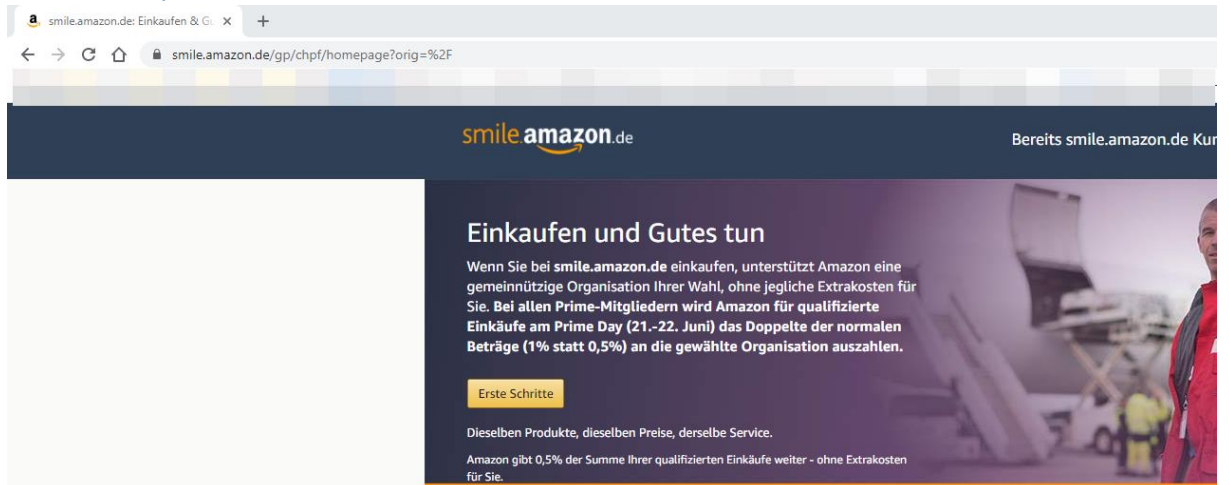 smile.amazon.de: Einkaufen & G
smile.amazon.de/gp/chpf/homepage?orig=%2F
smile.amazon.de
Bereits smile.amazon.de Kun
Einkaufen und Gutes tun
Wenn Sie bei smile.amazon.de einkaufen, unterstützt Amazon eine
gemeinnützige Organisation Ihrer Wahl, ohne jegliche Extrakosten für
Sie. Bei allen Prime-Mitgliedern wird Amazon für qualifizierte
Einkäufe am Prime Day (21.-22. Juni) das Doppelte der normalen
Beträge (1% statt 0,5%) an die gewählte Organisation auszahlen.
Erste Schritte
Dieselben Produkte, dieselben Preise, derselbe Service.
Amazon gibt 0,5% der Summe Ihrer qualifizierten Einkäufe weiter - ohne Extrakosten
für Sie.